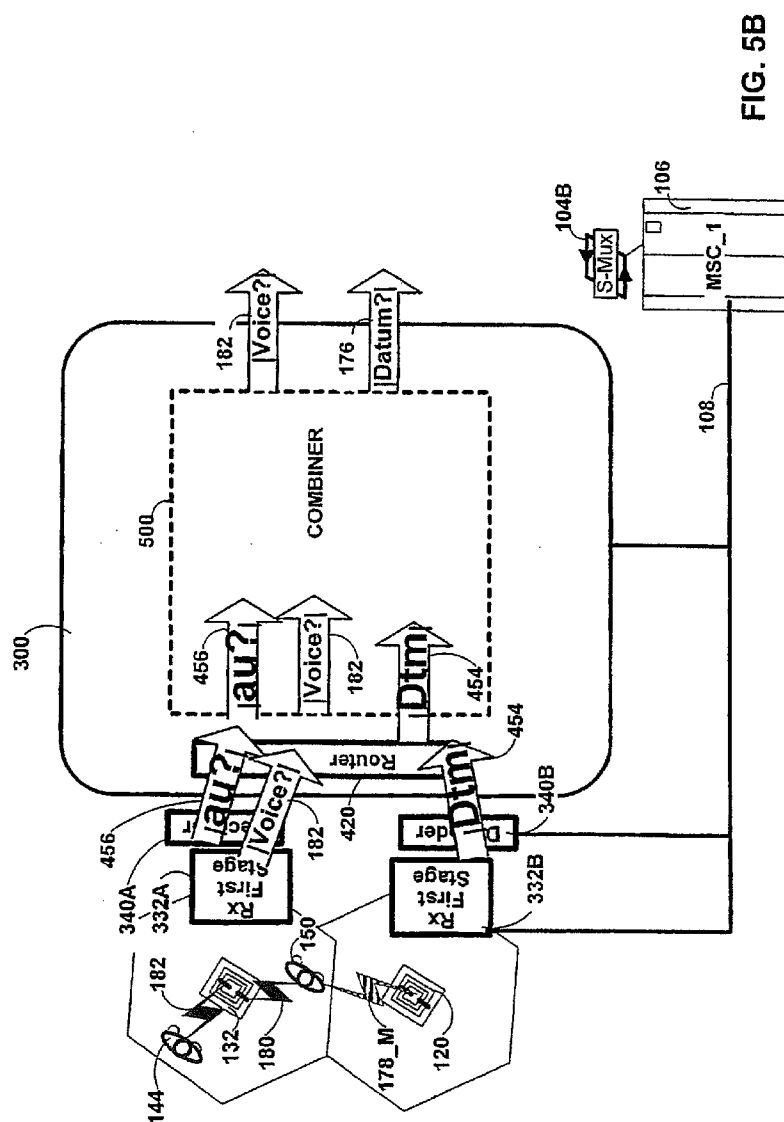 300
500
COMBINER
182
|Voice?|
176
|Datum?|
456
|au?|
|Voice?|
182
Dtm|
454
Router
420
456
|au?|
|Voice?|
182
Dtm
454
340A
332A
Rx
First
Stage
340B
332B
Rx
First
Stage
144
182
132
180
150
178_M
120
108
104B
S-Mux
106
MSC_1
FIG. 5B